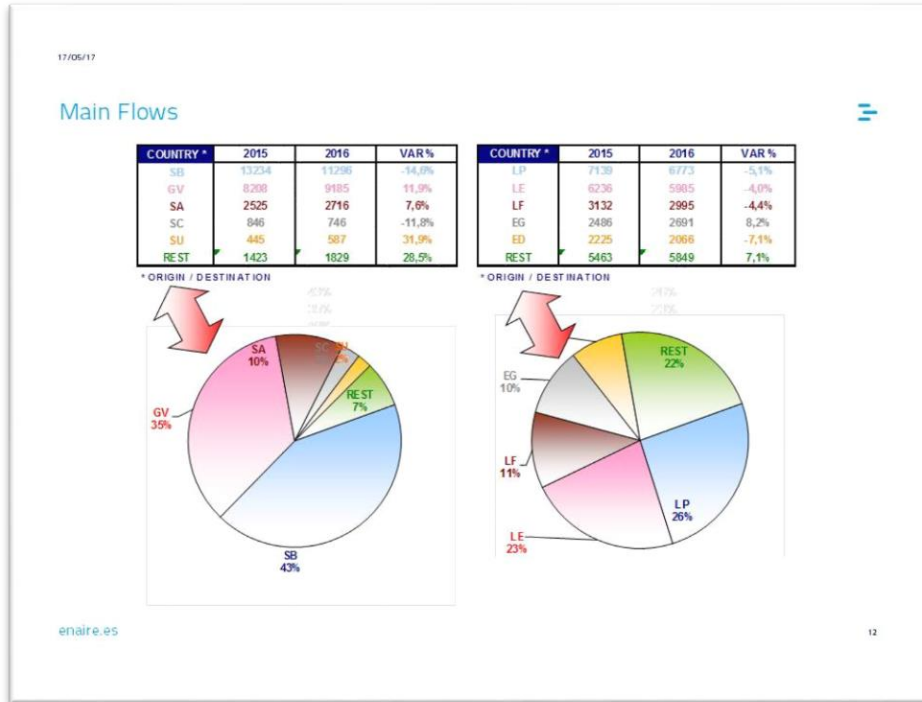 17/05/17
Main Flows
COUNTRY * 2015 2016 VAR %
SB 13234 11296 -14,6%
GV 8208 9185 11,9%
SA 2525 2716 7,6%
SC 846 746 -11,8%
SU 445 587 31,9%
REST 1423 1829 28,5%
* ORIGIN / DESTINATION
COUNTRY * 2015 2016 VAR %
LP 7139 6773 -5,1%
LE 6236 5985 -4,0%
LF 3132 2995 -4,4%
EG 2486 2691 8,2%
ED 2225 2066 -7,1%
REST 5463 5849 7,1%
* ORIGIN / DESTINATION
SA
10%
SC
REST
7%
GV
35%
SB
43%
REST
22%
EG
10%
LF
11%
LP
26%
LE
23%
enaire.es
12